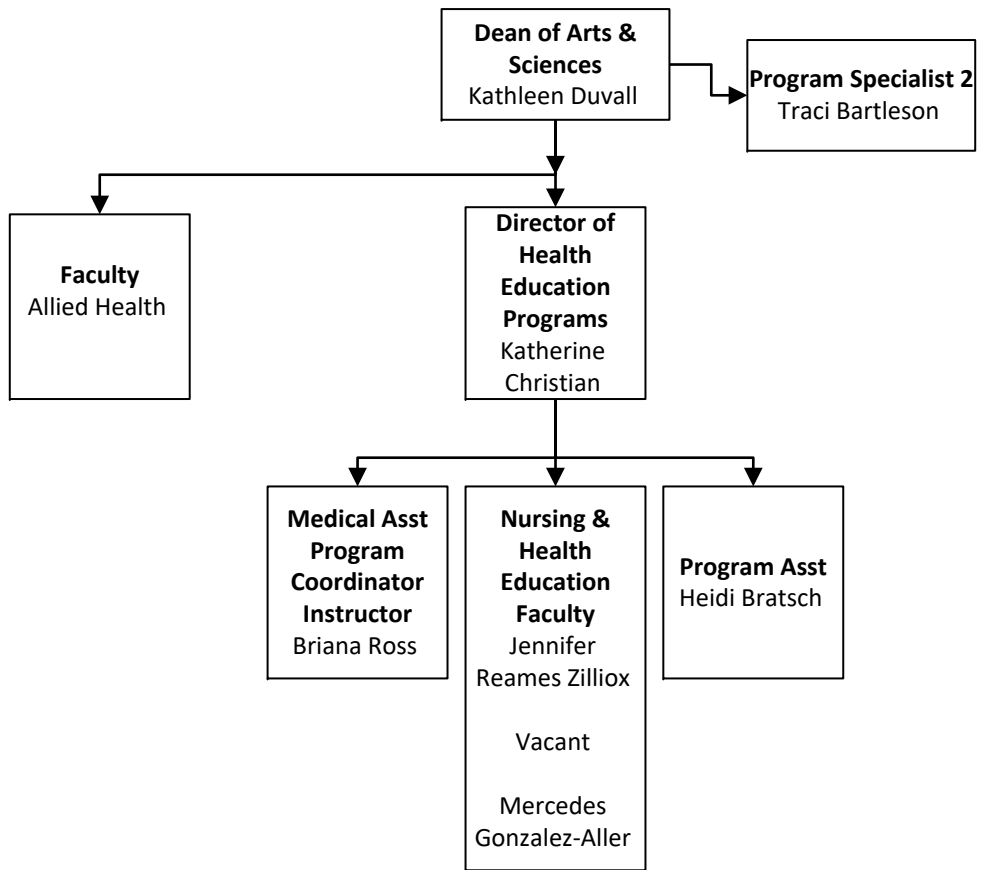 Dean of Arts &
Sciences
Kathleen Duvall
Program Specialist 2
Traci Bartleson
Faculty
Allied Health
Director of
Health
Education
Programs
Katherine
Christian
Medical Asst
Program
Coordinator
Instructor
Briana Ross
Nursing &
Health
Education
Faculty
Jennifer
Reames Zilliox
Vacant
Mercedes
Gonzalez-Aller
Program Asst
Heidi Bratsch